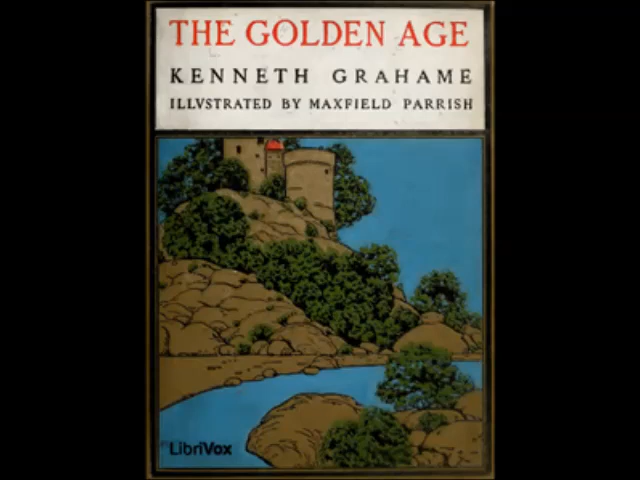 THE GOLDEN AGE
KENNETH GRAHAME
ILLVSTRATED BY MAXFIELD PARRISH
LibriVox